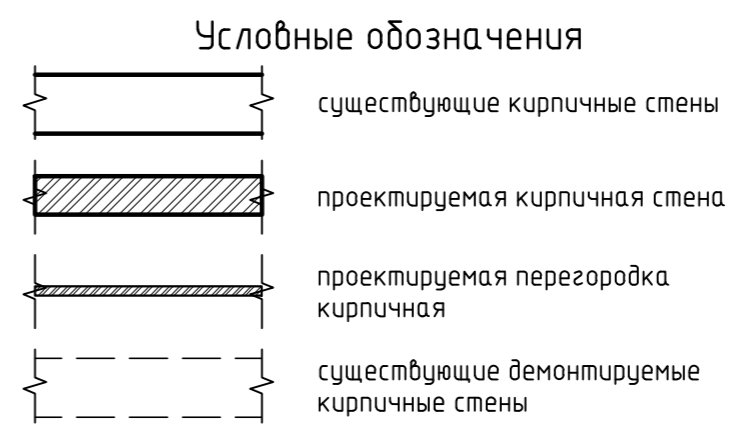 Условные обозначения
существующие кирпичные стены
проектируемая кирпичная стена
проектируемая перегородка
кирпичная
существующие демонтируемые
кирпичные стены